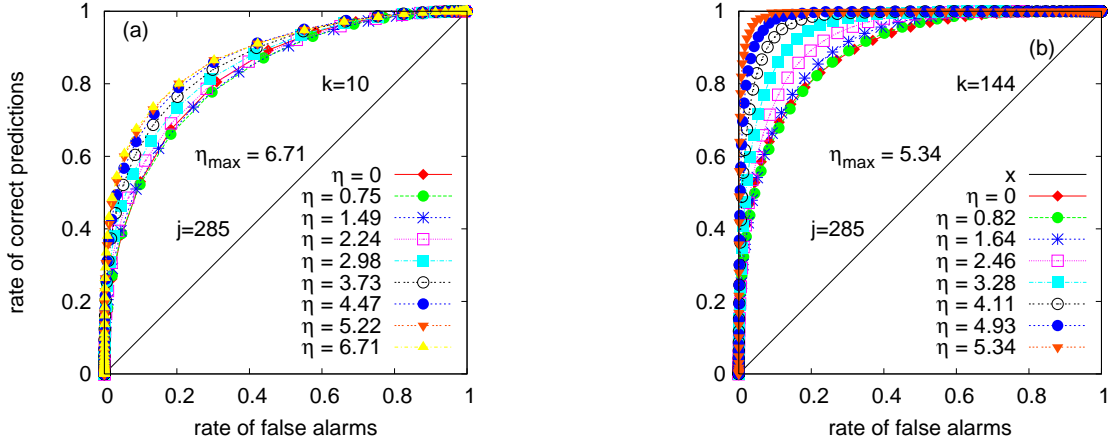 (a)
k=10
ηmax = 6.71
j=285
η = 0
η = 0.75
η = 1.49
η = 2.24
η = 2.98
η = 3.73
η = 4.47
η = 5.22
η = 6.71
rate of correct predictions
1
0.8
0.6
0.4
0.2
0
0 0.2 0.4 0.6 0.8 1
rate of false alarms
(b)
k=144
ηmax = 5.34
j=285
x
η = 0
η = 0.82
η = 1.64
η = 2.46
η = 3.28
η = 4.11
η = 4.93
η = 5.34
1
0.8
0.6
0.4
0.2
0
0 0.2 0.4 0.6 0.8 1
rate of false alarms